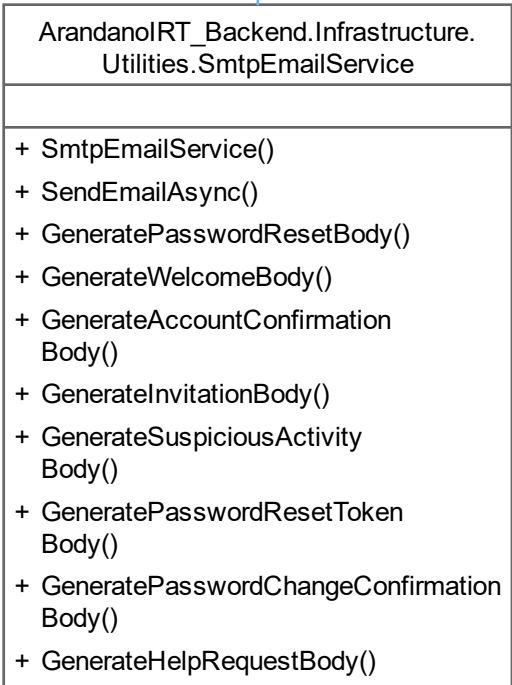 ArandanoIRT_Backend.Infrastructure.
Utilities.SmtpEmailService
+ SmtpEmailService()
+ SendEmailAsync()
+ GeneratePasswordResetBody()
+ GenerateWelcomeBody()
+ GenerateAccountConfirmation
Body()
+ GenerateInvitationBody()
+ GenerateSuspiciousActivity
Body()
+ GeneratePasswordResetToken
Body()
+ GeneratePasswordChangeConfirmation
Body()
+ GenerateHelpRequestBody()